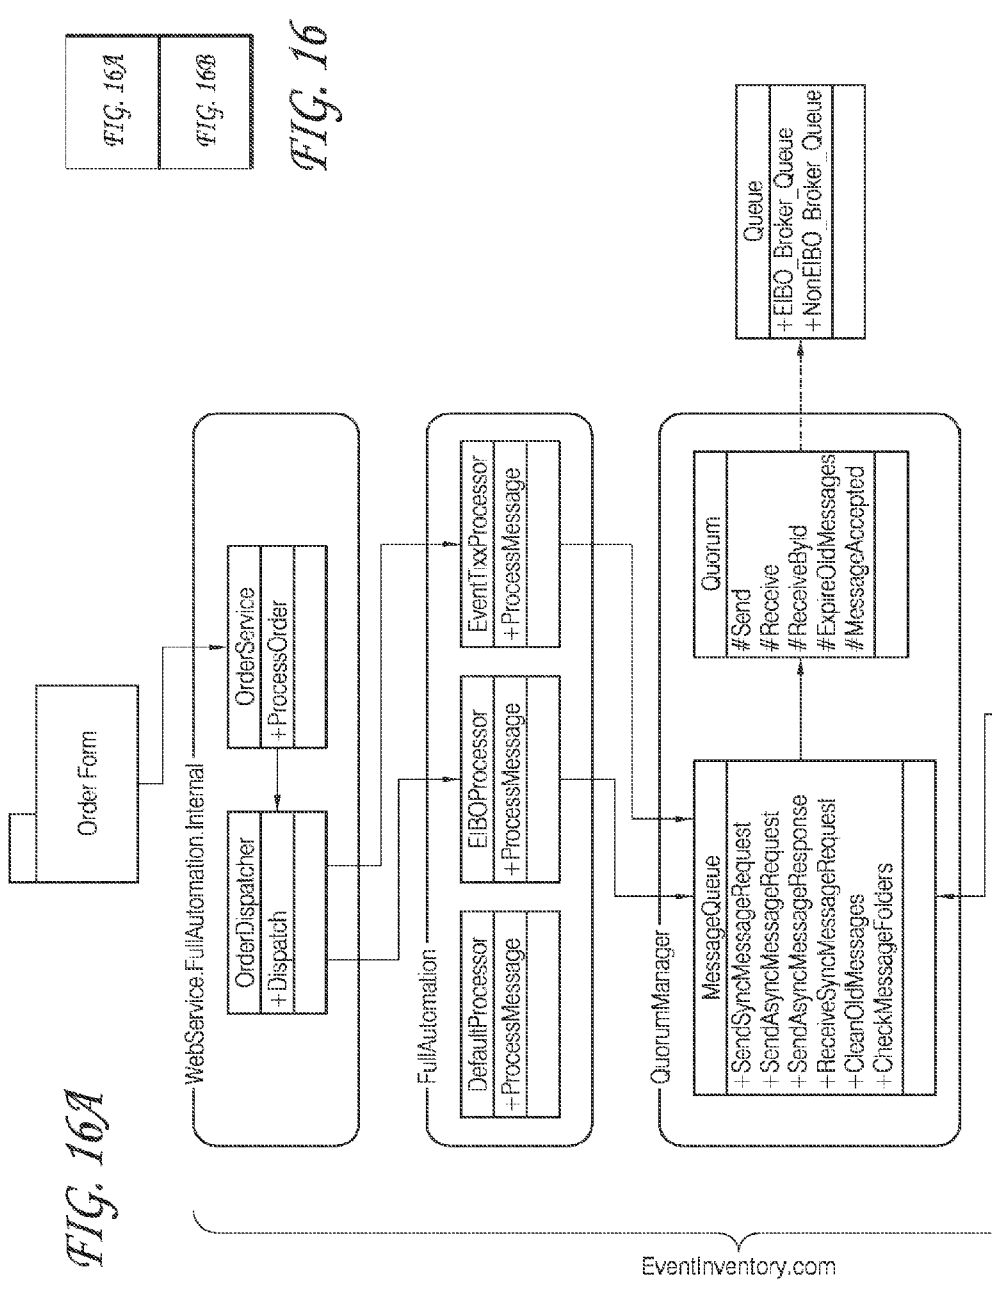 FIG. 16A
FIG. 16A
FIG. 16B
FIG. 16
Order Form
WebService.FullAutomation.Internal
OrderDispatcher
+Dispatch
OrderService
+ProcessOrder
FullAutomation
DefaultProcessor
+ProcessMessage
EIBOProcessor
+ProcessMessage
EventTixxProcessor
+ProcessMessage
QuorumManager
MessageQueue
+SendSyncMessageRequest
+SendAsyncMessageRequest
+SendAsyncMessageResponse
+ReceiveSyncMessageRequest
+CleanOldMessages
+CheckMessageFolders
Quorum
#Send
#Receive
#ReceiveById
#ExpireOldMessages
#MessageAccepted
Queue
+EIBO_Broker_Queue
+NonEIBO_Broker_Queue
EventInventory.com